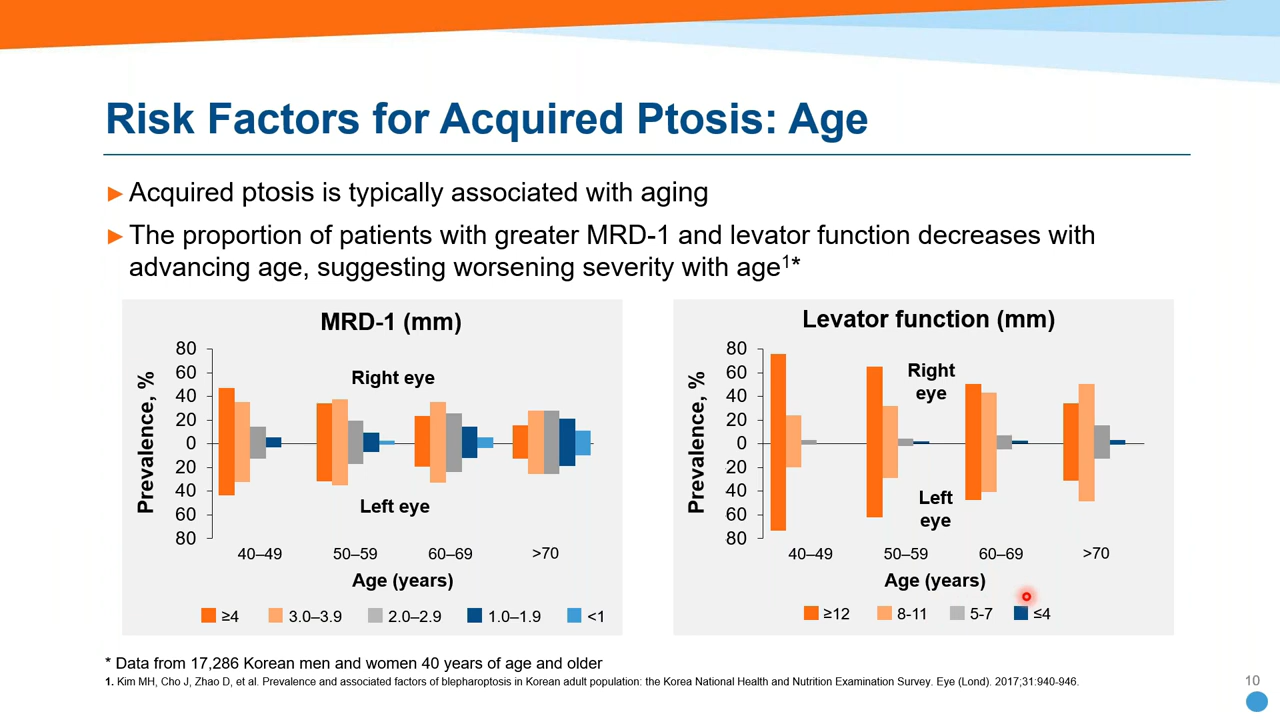 Risk Factors for Acquired Ptosis: Age
►Acquired ptosis is typically associated with aging
►The proportion of patients with greater MRD-1 and levator function decreases with
advancing age, suggesting worsening severity with age¹*
MRD-1 (mm)
Prevalence, %
80
60
40
20
0
20
40
60
80
Right eye
Left eye
40–49 50–59 60–69 >70
Age (years)
≥4 3.0–3.9 2.0–2.9 1.0–1.9 <1
Levator function (mm)
Prevalence, %
80
60
40
20
0
20
40
60
80
Right
eye
Left
eye
40–49 50–59 60–69 >70
Age (years)
≥12 8-11 5-7 ≤4
* Data from 17,286 Korean men and women 40 years of age and older
1. Kim MH, Cho J, Zhao D, et al. Prevalence and associated factors of blepharoptosis in Korean adult population: the Korea National Health and Nutrition Examination Survey. Eye (Lond). 2017;31:940-946.
10